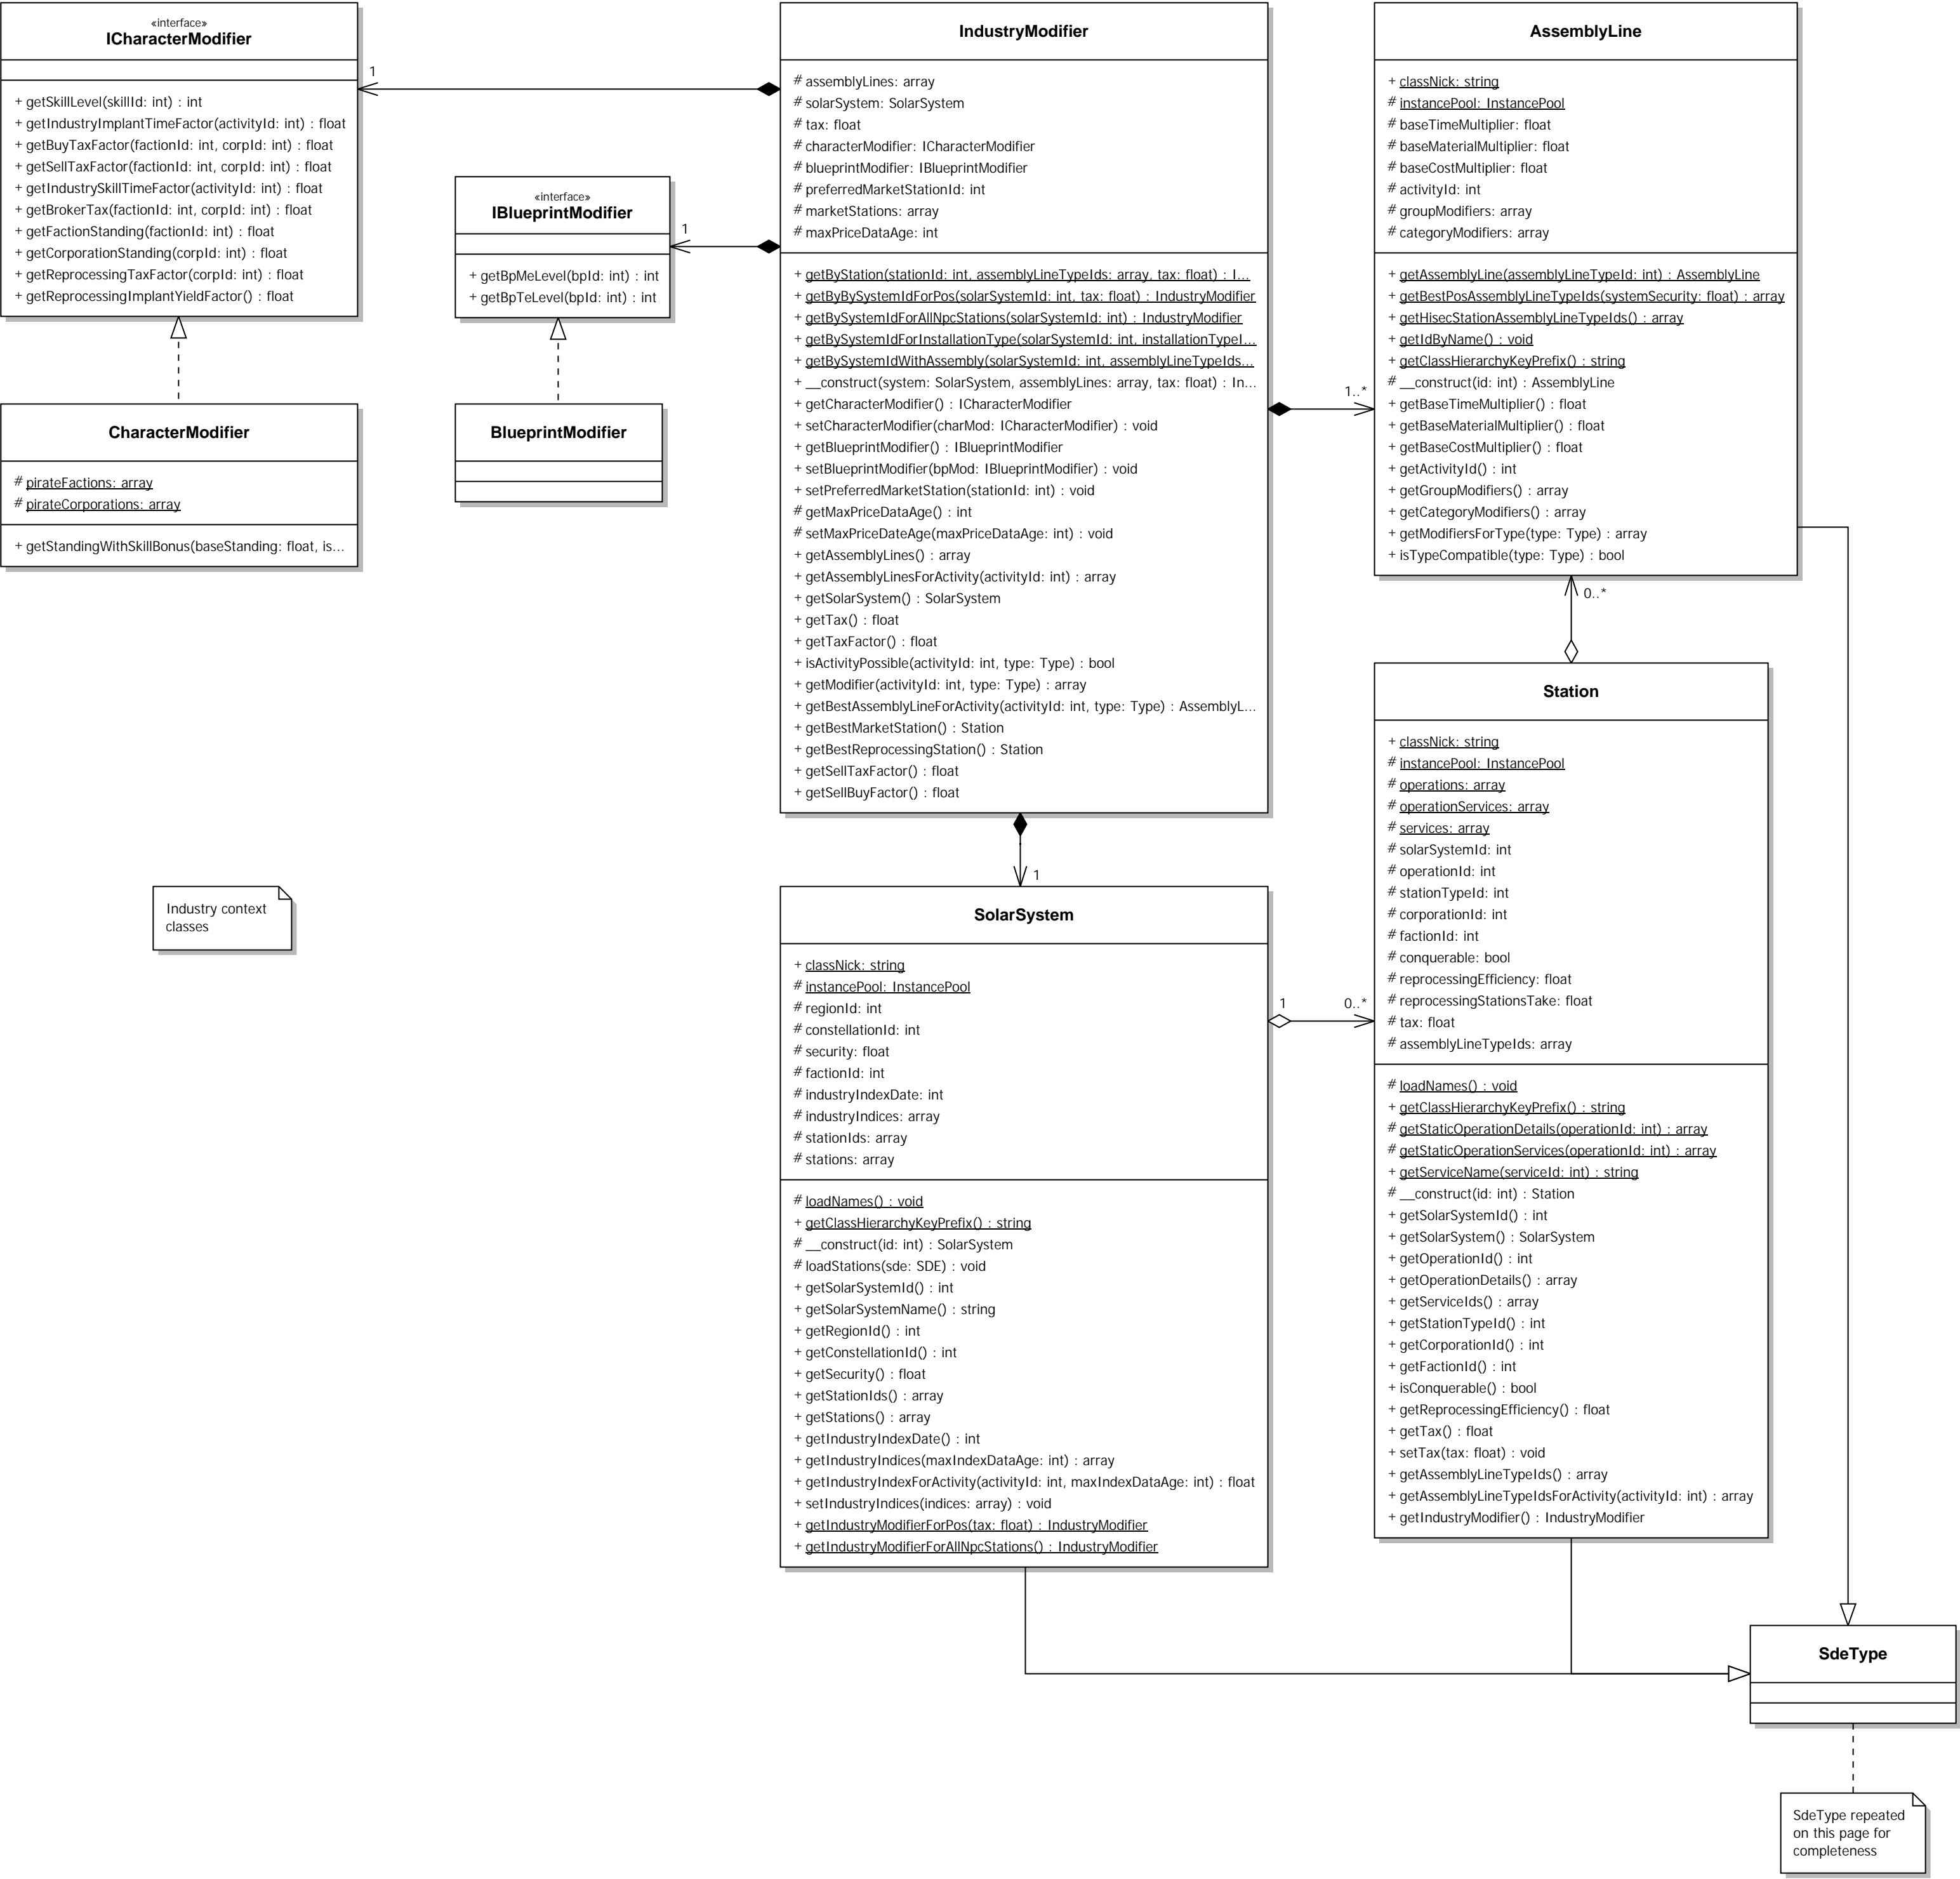 «interface»
ICharacterModifier
+ getSkillLevel(skillId: int) : int
+ getIndustryImplantTimeFactor(activityId: int) : float
+ getBuyTaxFactor(factionId: int, corpId: int) : float
+ getSellTaxFactor(factionId: int, corpId: int) : float
+ getIndustrySkillTimeFactor(activityId: int) : float
+ getBrokerTax(factionId: int, corpId: int) : float
+ getFactionStanding(factionId: int) : float
+ getCorporationStanding(corpId: int) : float
+ getReprocessingTaxFactor(corpId: int) : float
+ getReprocessingImplantYieldFactor() : float
1
CharacterModifier
# pirateFactions: array
# pirateCorporations: array
+ getStandingWithSkillBonus(baseStanding: float, is...
«interface»
IBlueprintModifier
+ getBpMeLevel(bpId: int) : int
+ getBpTeLevel(bpId: int) : int
1
BlueprintModifier
Industry context
classes
IndustryModifier
# assemblyLines: array
# solarSystem: SolarSystem
# tax: float
# characterModifier: ICharacterModifier
# blueprintModifier: IBlueprintModifier
# preferredMarketStationId: int
# marketStations: array
# maxPriceDataAge: int
+ getByStation(stationId: int, assemblyLineTypeIds: array, tax: float) : I...
+ getByBySystemIdForPos(solarSystemId: int, tax: float) : IndustryModifier
+ getBySystemIdForAllNpcStations(solarSystemId: int) : IndustryModifier
+ getBySystemIdForInstallationType(solarSystemId: int, installationTypeI...
+ getBySystemIdWithAssembly(solarSystemId: int, assemblyLineTypeIds...
+ __construct(system: SolarSystem, assemblyLines: array, tax: float) : In...
+ getCharacterModifier() : ICharacterModifier
+ setCharacterModifier(charMod: ICharacterModifier) : void
+ getBlueprintModifier() : IBlueprintModifier
+ setBlueprintModifier(bpMod: IBlueprintModifier) : void
+ setPreferredMarketStation(stationId: int) : void
# getMaxPriceDataAge() : int
# setMaxPriceDateAge(maxPriceDataAge: int) : void
+ getAssemblyLines() : array
+ getAssemblyLinesForActivity(activityId: int) : array
+ getSolarSystem() : SolarSystem
+ getTax() : float
+ getTaxFactor() : float
+ isActivityPossible(activityId: int, type: Type) : bool
+ getModifier(activityId: int, type: Type) : array
+ getBestAssemblyLineForActivity(activityId: int, type: Type) : AssemblyL...
+ getBestMarketStation() : Station
+ getBestReprocessingStation() : Station
+ getSellTaxFactor() : float
+ getSellBuyFactor() : float
1..*
1
AssemblyLine
+ classNick: string
# instancePool: InstancePool
# baseTimeMultiplier: float
# baseMaterialMultiplier: float
# baseCostMultiplier: float
# activityId: int
# groupModifiers: array
# categoryModifiers: array
+ getAssemblyLine(assemblyLineTypeId: int) : AssemblyLine
+ getBestPosAssemblyLineTypeIds(systemSecurity: float) : array
+ getHisecStationAssemblyLineTypeIds() : array
+ getIdByName() : void
+ getClassHierarchyKeyPrefix() : string
# __construct(id: int) : AssemblyLine
+ getBaseTimeMultiplier() : float
+ getBaseMaterialMultiplier() : float
+ getBaseCostMultiplier() : float
+ getActivityId() : int
+ getGroupModifiers() : array
+ getCategoryModifiers() : array
+ getModifiersForType(type: Type) : array
+ isTypeCompatible(type: Type) : bool
0..*
SolarSystem
+ classNick: string
# instancePool: InstancePool
# regionId: int
# constellationId: int
# security: float
# factionId: int
# industryIndexDate: int
# industryIndices: array
# stationIds: array
# stations: array
# loadNames() : void
+ getClassHierarchyKeyPrefix() : string
# __construct(id: int) : SolarSystem
# loadStations(sde: SDE) : void
+ getSolarSystemId() : int
+ getSolarSystemName() : string
+ getRegionId() : int
+ getConstellationId() : int
+ getSecurity() : float
+ getStationIds() : array
+ getStations() : array
+ getIndustryIndexDate() : int
+ getIndustryIndices(maxIndexDataAge: int) : array
+ getIndustryIndexForActivity(activityId: int, maxIndexDataAge: int) : float
+ setIndustryIndices(indices: array) : void
+ getIndustryModifierForPos(tax: float) : IndustryModifier
+ getIndustryModifierForAllNpcStations() : IndustryModifier
1 0..*
Station
+ classNick: string
# instancePool: InstancePool
# operations: array
# operationServices: array
# services: array
# solarSystemId: int
# operationId: int
# stationTypeId: int
# corporationId: int
# factionId: int
# conquerable: bool
# reprocessingEfficiency: float
# reprocessingStationsTake: float
# tax: float
# assemblyLineTypeIds: array
# loadNames() : void
+ getClassHierarchyKeyPrefix() : string
# getStaticOperationDetails(operationId: int) : array
# getStaticOperationServices(operationId: int) : array
+ getServiceName(serviceId: int) : string
# __construct(id: int) : Station
+ getSolarSystemId() : int
+ getSolarSystem() : SolarSystem
+ getOperationId() : int
+ getOperationDetails() : array
+ getServiceIds() : array
+ getStationTypeId() : int
+ getCorporationId() : int
+ getFactionId() : int
+ isConquerable() : bool
+ getReprocessingEfficiency() : float
+ getTax() : float
+ setTax(tax: float) : void
+ getAssemblyLineTypeIds() : array
+ getAssemblyLineTypeIdsForActivity(activityId: int) : array
+ getIndustryModifier() : IndustryModifier
SdeType
SdeType repeated
on this page for
completeness